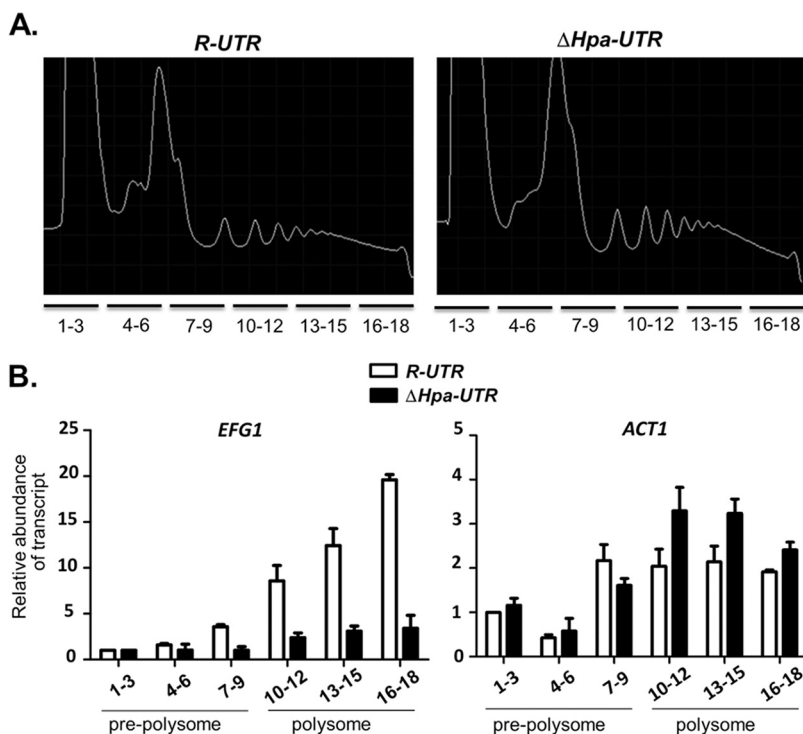 A.
R-UTR
ΔHpa-UTR
1-3 4-6 7-9 10-12 13-15 16-18
1-3 4-6 7-9 10-12 13-15 16-18
B.
R-UTR
ΔHpa-UTR
Relative abundance
of transcript
EFG1
25
20
15
10
5
0
1-3 4-6 7-9 10-12 13-15 16-18
pre-polysome polysome
ACT1
5
4
3
2
1
0
1-3 4-6 7-9 10-12 13-15 16-18
pre-polysome polysome